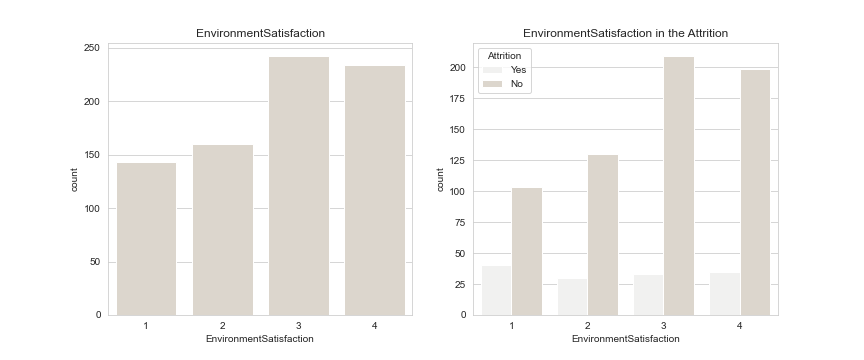 EnvironmentSatisfaction
250
200
150
100
50
0
count
1 2 3 4
EnvironmentSatisfaction
EnvironmentSatisfaction in the Attrition
Attrition
Yes
No
200
175
150
125
100
75
50
25
0
count
1 2 3 4
EnvironmentSatisfaction